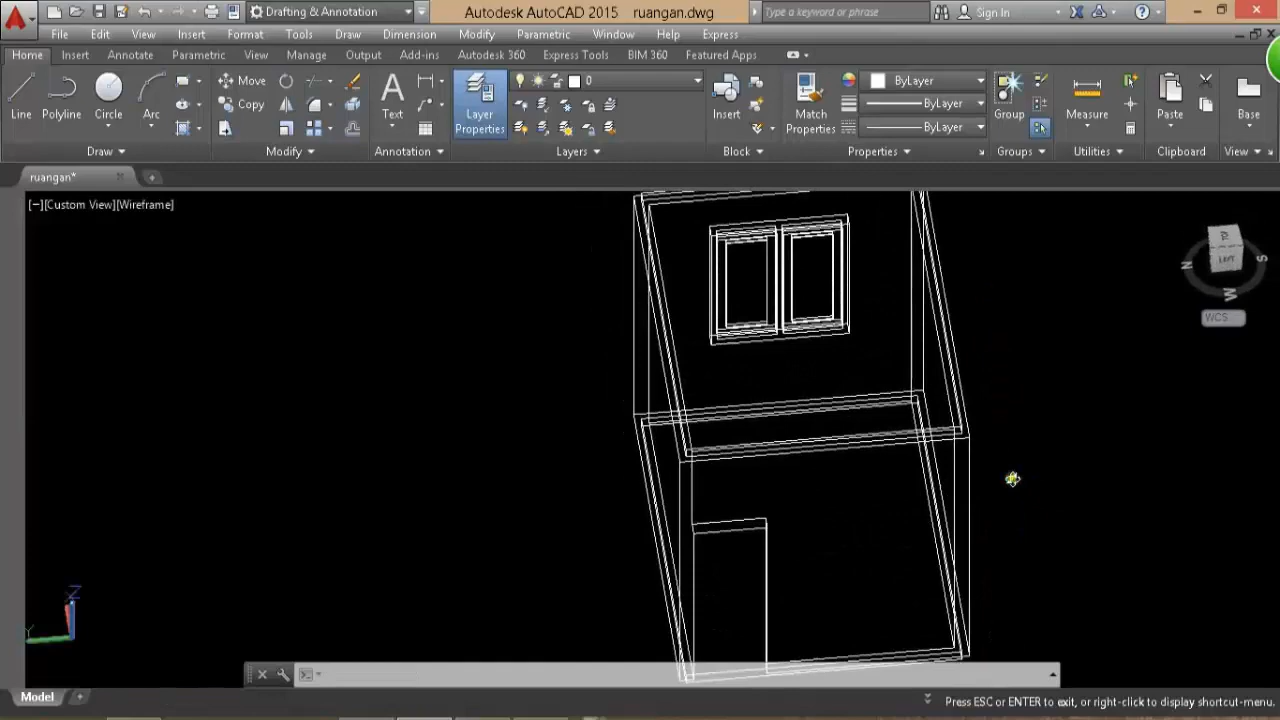 Drafting & Annotation
Autodesk AutoCAD 2015 ruangan.dwg
Type a keyword or phrase
Sign In
File Edit View Insert Format Tools Draw Dimension Modify Parametric Window Help Express
Home Insert Annotate Parametric View Manage Output Add-ins Autodesk 360 Express Tools BIM 360 Featured Apps
Move 0 ByLayer
Copy ByLayer
Line Polyline Circle Arc Text Layer Properties Insert Match Properties ByLayer Group Measure Paste Base
Draw Modify Annotation Layers Block Properties Groups Utilities Clipboard View
ruangan*
[−][Custom View][Wireframe]
TOP
LEFT
N S
W
WCS
Z
Y
Model
Press ESC or ENTER to exit, or right-click to display shortcut-menu.